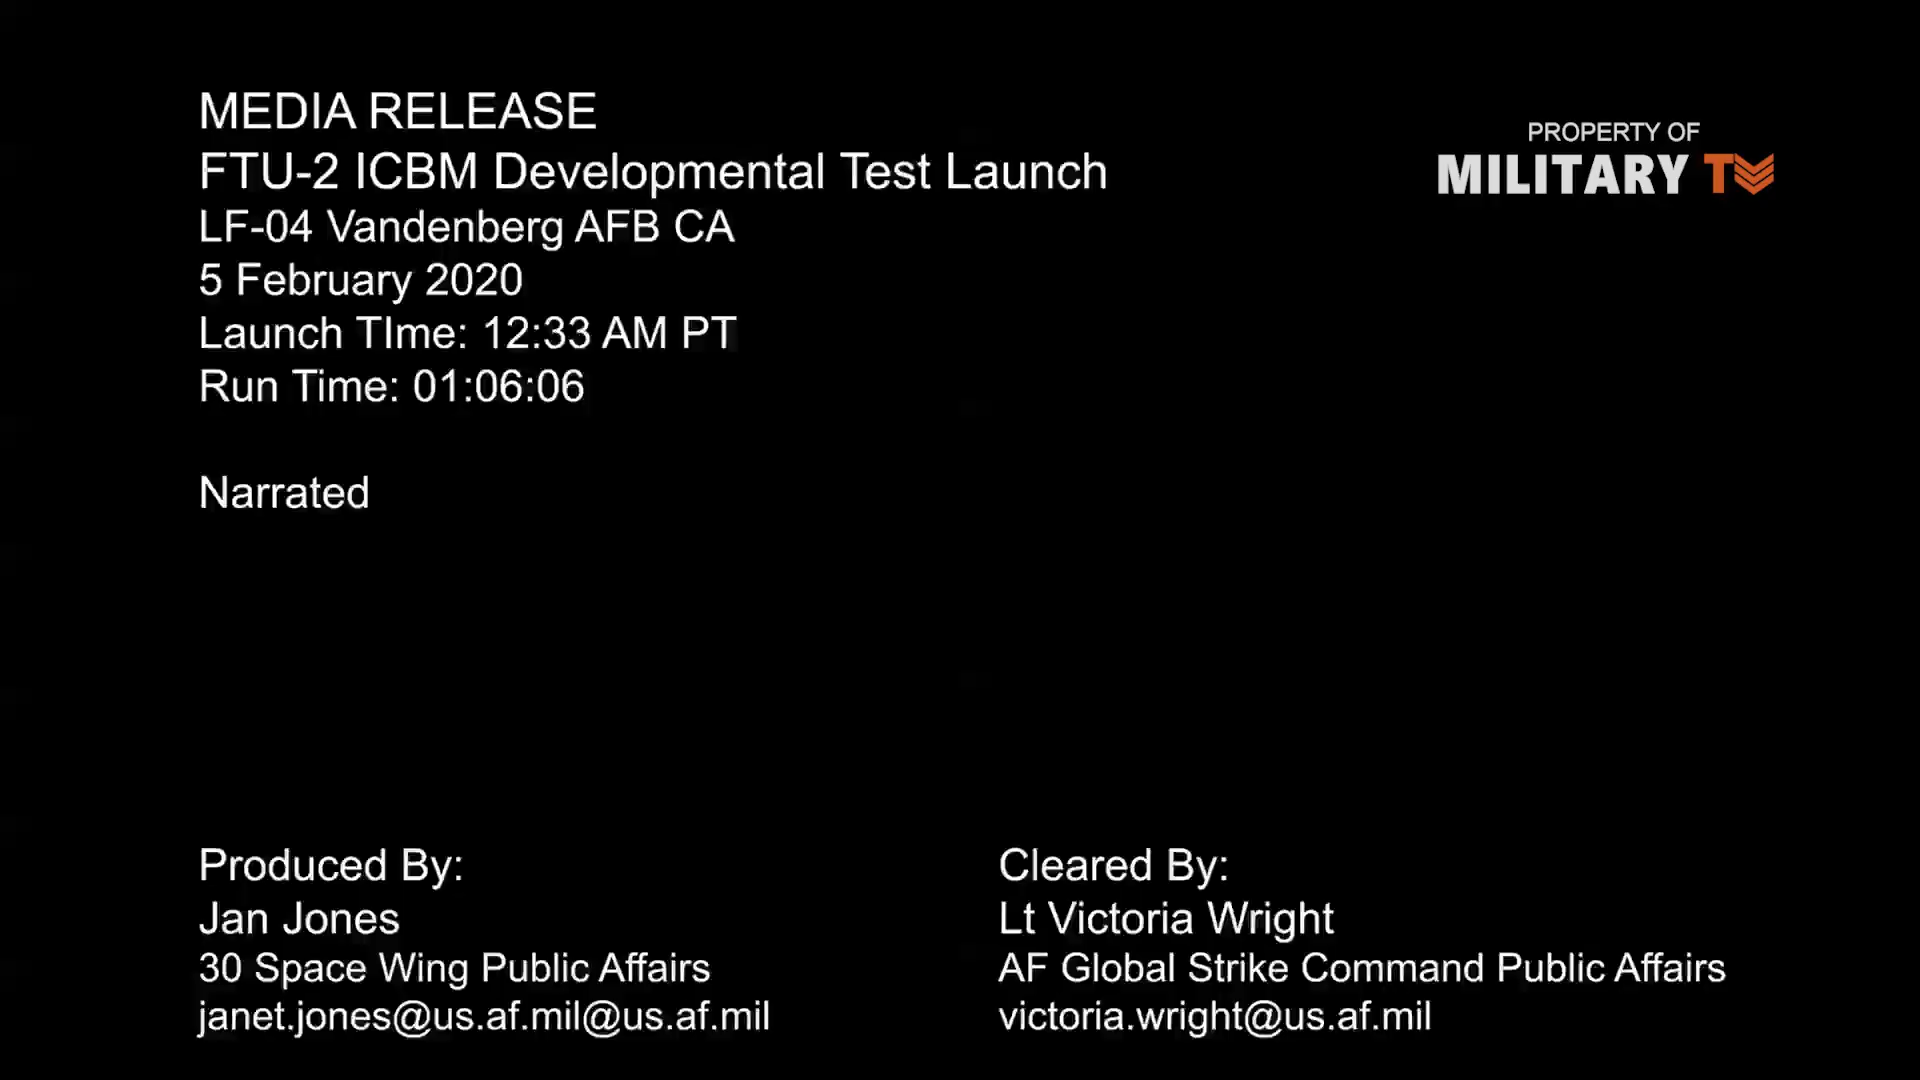 MEDIA RELEASE
FTU-2 ICBM Developmental Test Launch
LF-04 Vandenberg AFB CA
5 February 2020
Launch TIme: 12:33 AM PT
Run Time: 01:06:06
Narrated
PROPERTY OF
MILITARY TV
Produced By:
Jan Jones
30 Space Wing Public Affairs
janet.jones@us.af.mil@us.af.mil
Cleared By:
Lt Victoria Wright
AF Global Strike Command Public Affairs
victoria.wright@us.af.mil